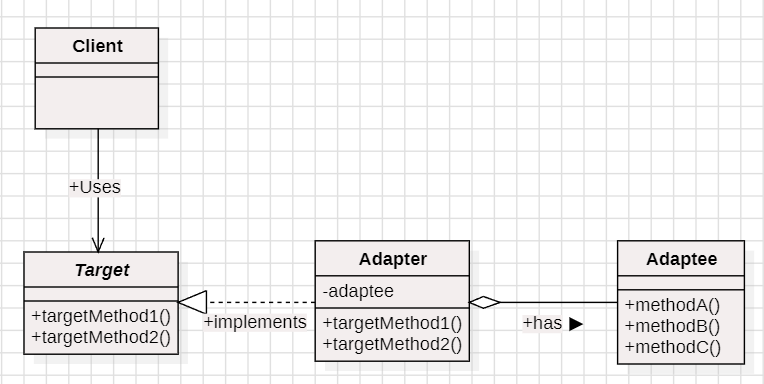 Client
+Uses
Target
+targetMethod1()
+targetMethod2()
+implements
Adapter
-adaptee
+targetMethod1()
+targetMethod2()
+has ▶
Adaptee
+methodA()
+methodB()
+methodC()